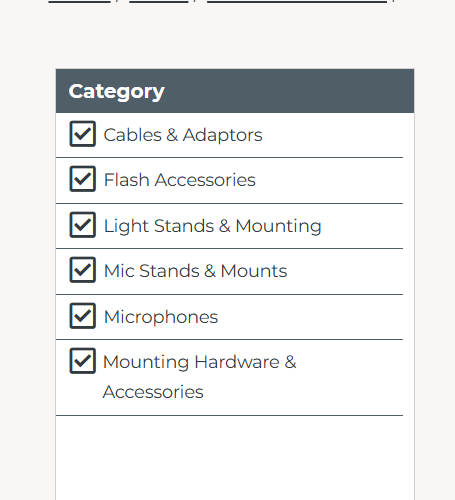 Category
Cables & Adaptors
Flash Accessories
Light Stands & Mounting
Mic Stands & Mounts
Microphones
Mounting Hardware &
Accessories